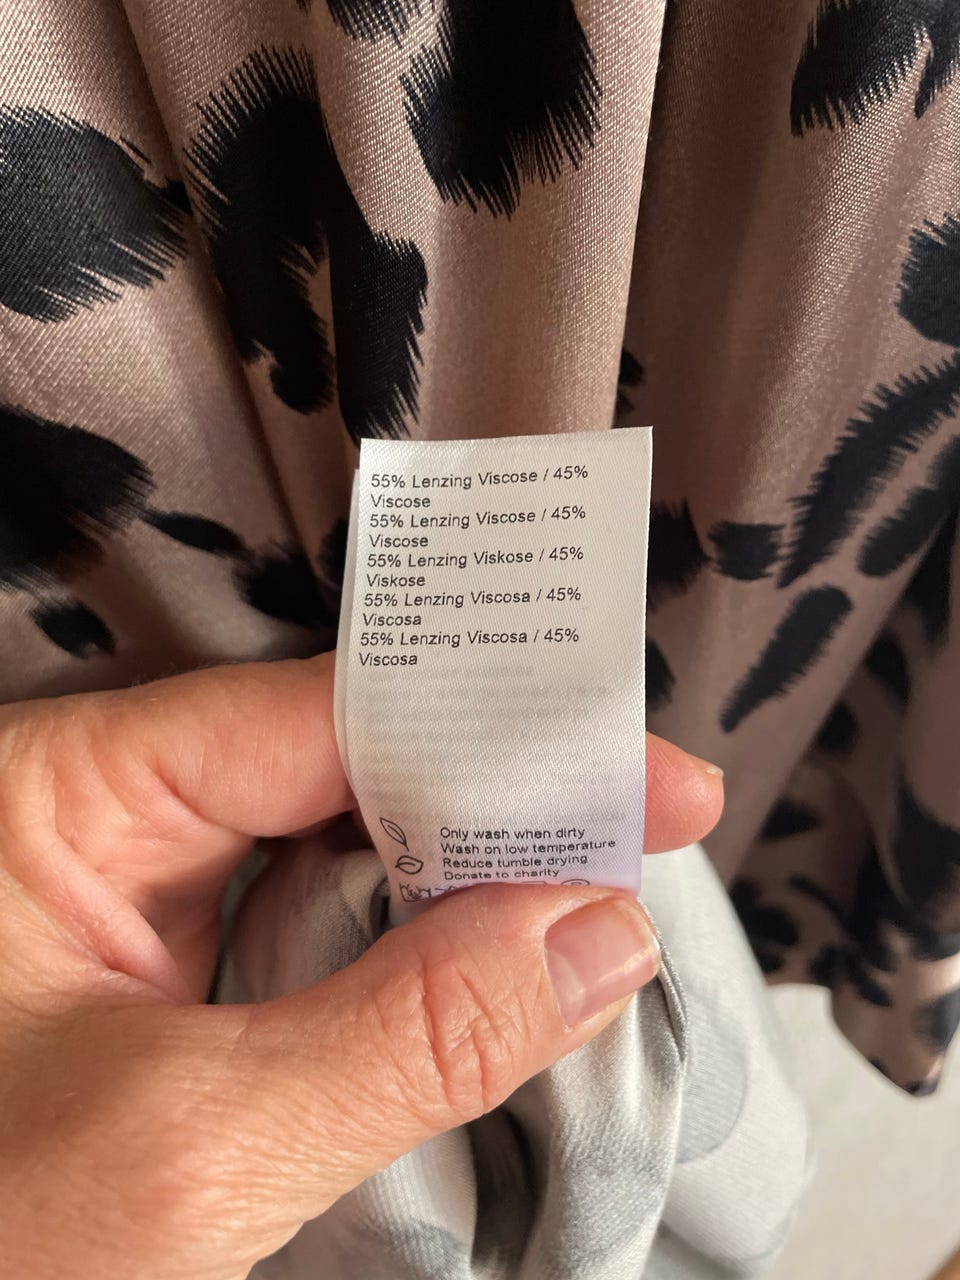 55% Lenzing Viscose / 45%
Viscose
55% Lenzing Viscose / 45%
Viscose
55% Lenzing Viskose / 45%
Viskose
55% Lenzing Viscosa / 45%
Viscosa
55% Lenzing Viscosa / 45%
Viscosa
Only wash when dirty
Wash on low temperature
Reduce tumble drying
Donate to charity